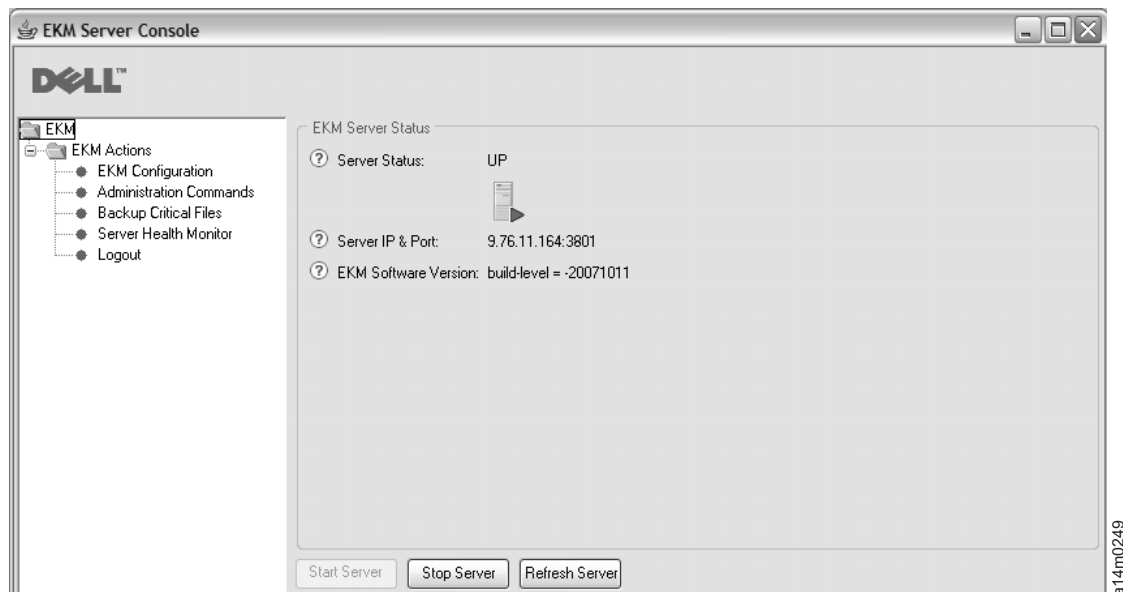 EKM Server Console
DELL™
EKM
EKM Actions
EKM Configuration
Administration Commands
Backup Critical Files
Server Health Monitor
Logout
EKM Server Status
? Server Status: UP
? Server IP & Port: 9.76.11.164:3801
? EKM Software Version: build-level = -20071011
Start Server Stop Server Refresh Server
a14m0249